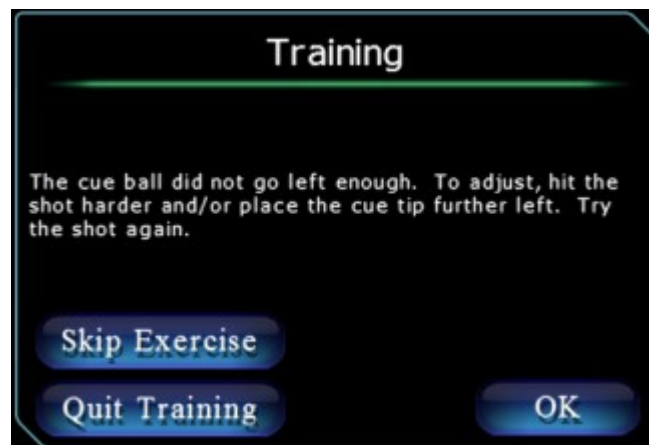 Training
The cue ball did not go left enough. To adjust, hit the
shot harder and/or place the cue tip further left. Try
the shot again.
Skip Exercise
Quit Training
OK